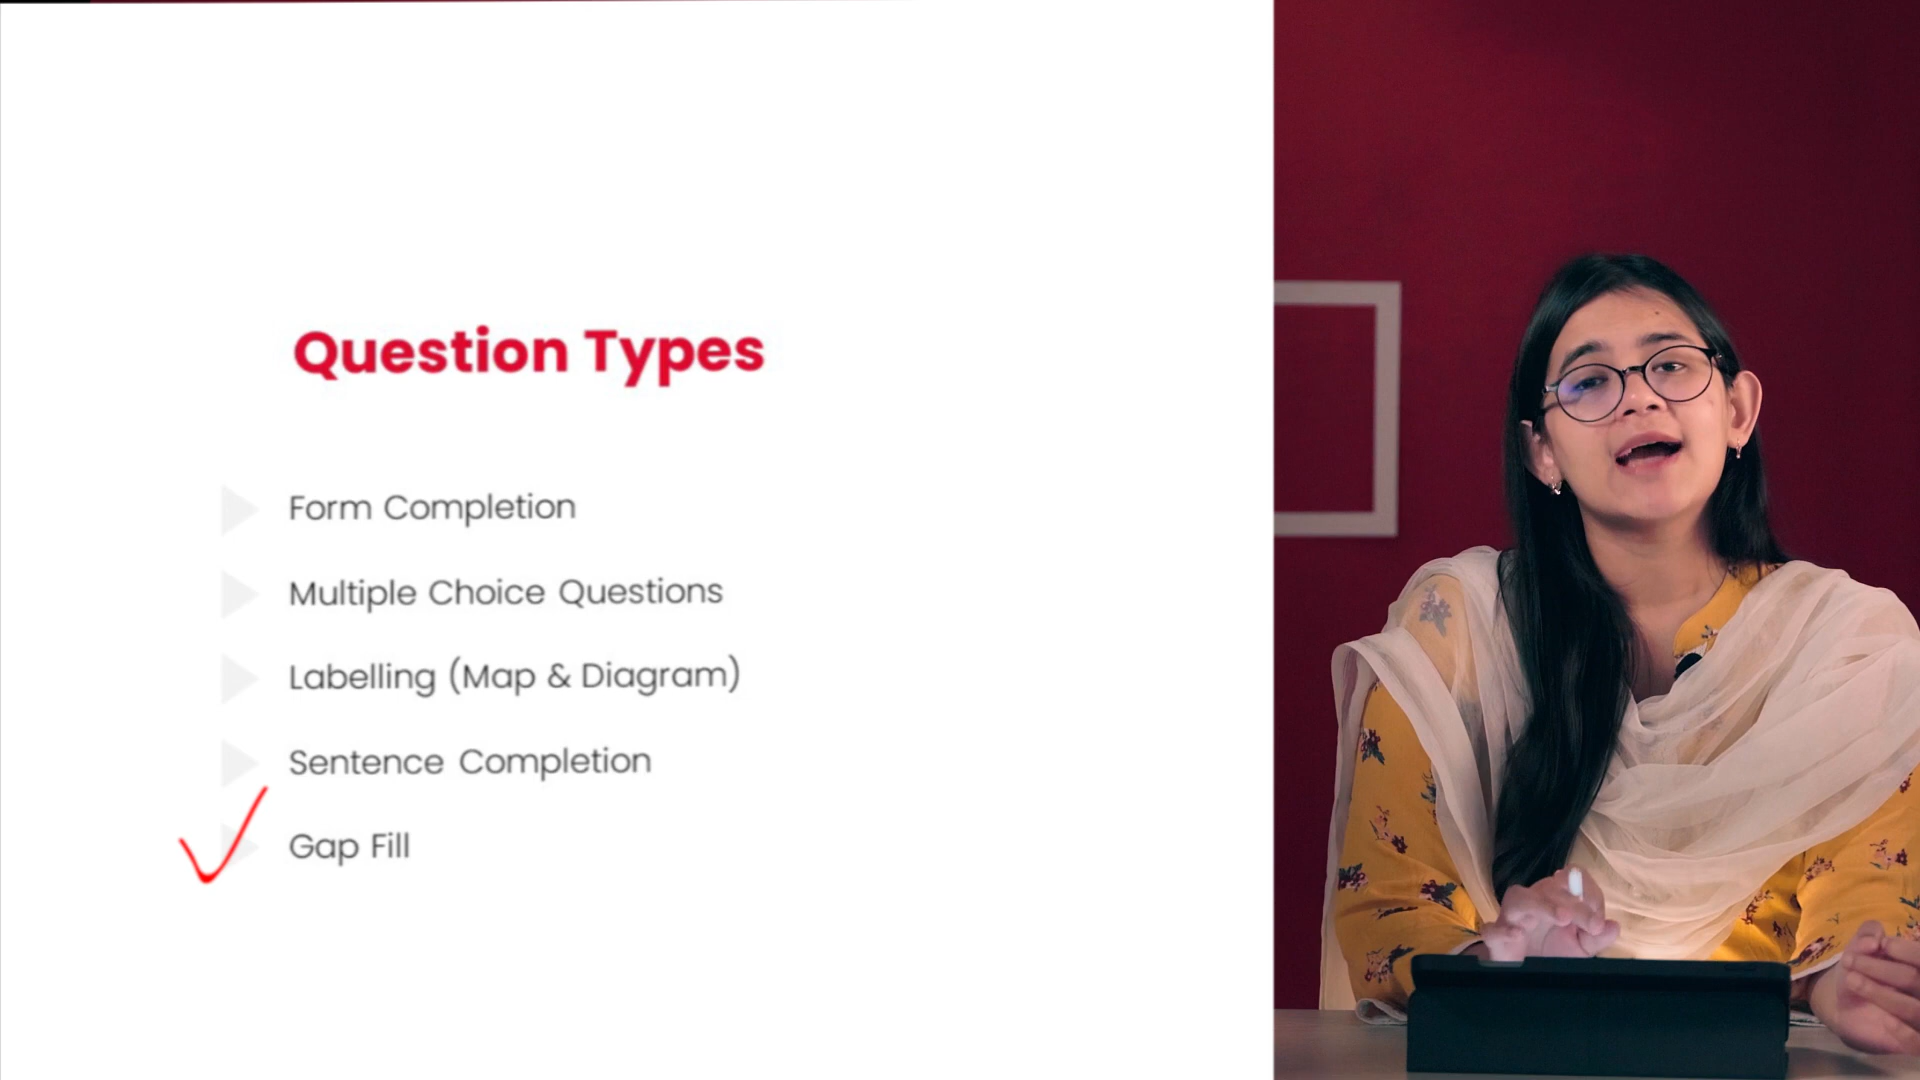 Question Types
Form Completion
Multiple Choice Questions
Labelling (Map & Diagram)
Sentence Completion
Gap Fill